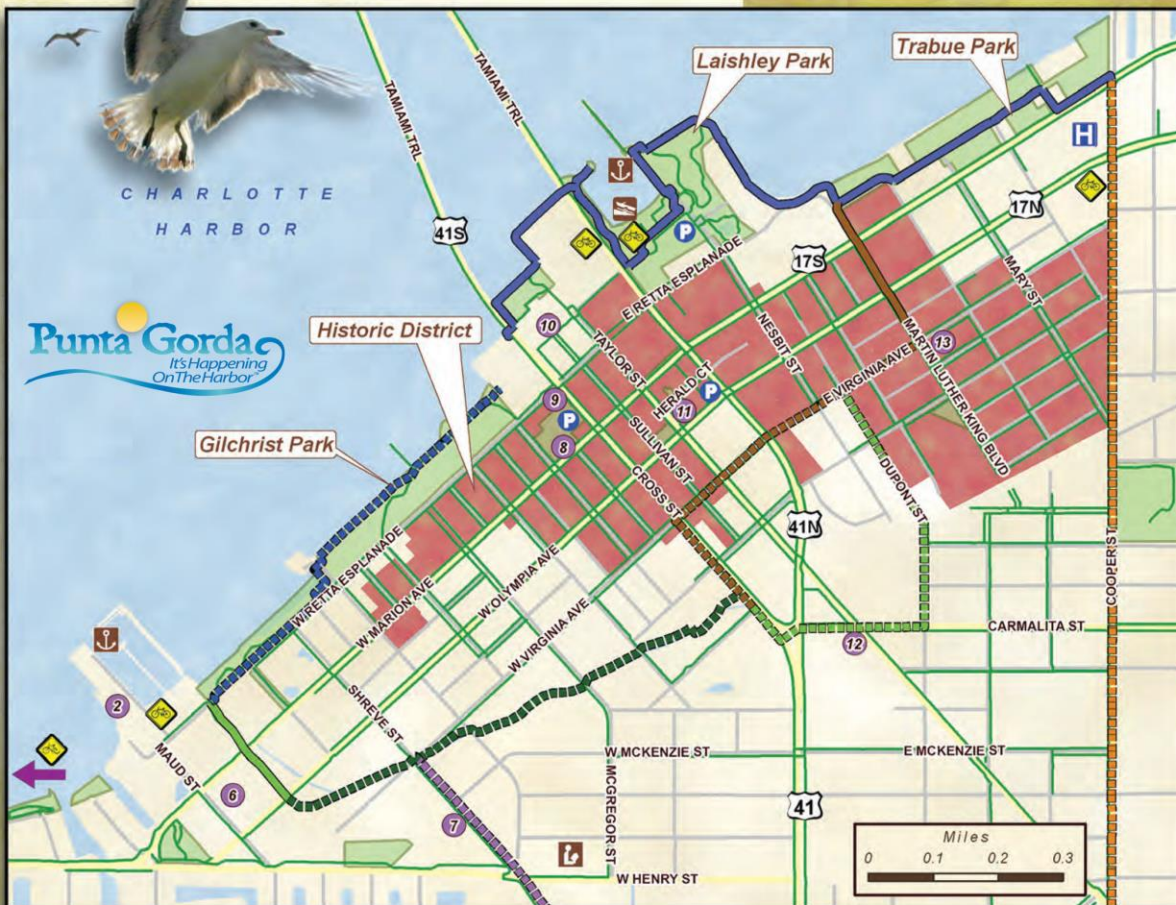 Laishley Park
Trabue Park
TAMIAMI TRL
TAMIAMI TRL
CHARLOTTE
HARBOR
H
41S
17N
P
17S
E RETTA ESPLANADE
MARY ST
Punta Gorda
It's Happening
On The Harbor
Historic District
10
TAYLOR ST
NESBIT ST
MARTIN LUTHER KING BLVD
13
E VIRGINIA AVE
HERALD CT
P
11
9
P
8
SULLIVAN ST
CROSS ST
Gilchrist Park
DUPONT ST
41N
COOPER ST
W RETTA ESPLANADE
W MARION AVE
W OLYMPIA AVE
W VIRGINIA AVE
CARMALITA ST
12
2
SHREVE ST
MAUD ST
W MCKENZIE ST
E MCKENZIE ST
MCGREGOR ST
6
7
41
Miles
0 0.1 0.2 0.3
W HENRY ST